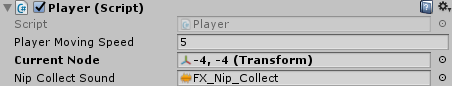 Player (Script)
Script Player
Player Moving Speed 5
Current Node -4, -4 (Transform)
Nip Collect Sound FX_Nip_Collect